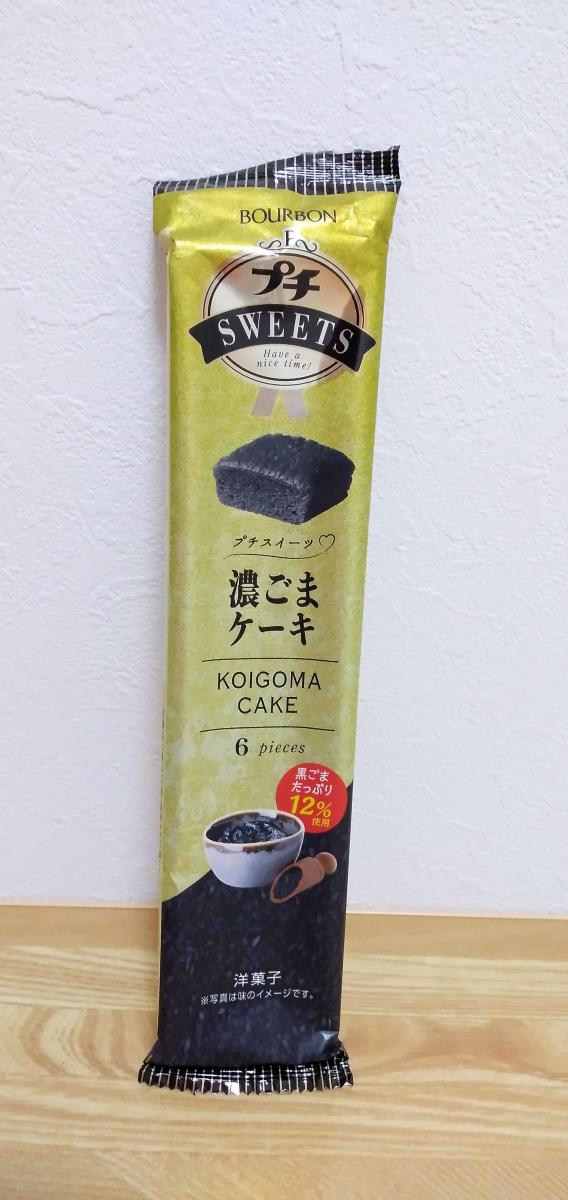 BOURBON
P
プチ
SWEETS
Have a
nice time!
プチスイーツ♡
濃ごま
ケーキ
KOIGOMA
CAKE
6 pieces
黒ごま
たっぷり
12%
使用
洋菓子
※写真は味のイメージです。